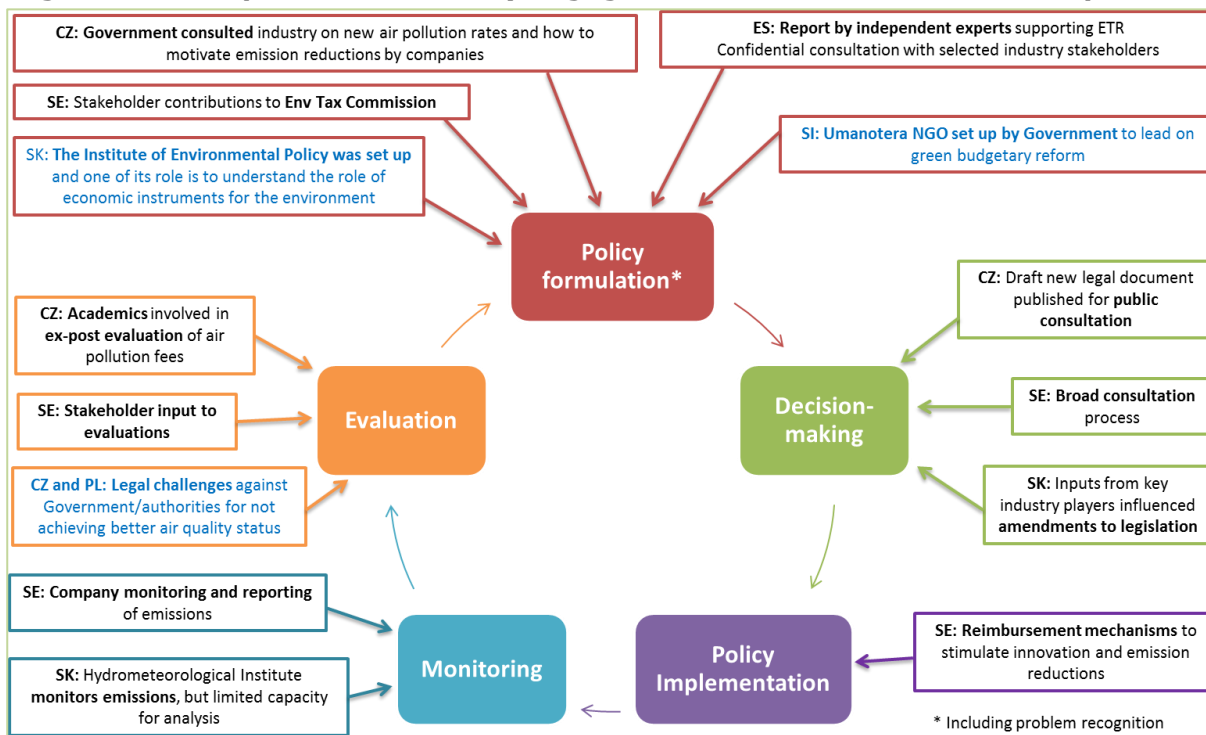 CZ: Government consulted industry on new air pollution rates and how to
motivate emission reductions by companies
ES: Report by independent experts supporting ETR
Confidential consultation with selected industry stakeholders
SE: Stakeholder contributions to Env Tax Commission
SK: The Institute of Environmental Policy was set up
and one of its role is to understand the role of
economic instruments for the environment
SI: Umanotera NGO set up by Government to lead on
green budgetary reform
Policy
formulation*
CZ: Draft new legal document
published for public
consultation
CZ: Academics involved in
ex-post evaluation of air
pollution fees
Evaluation
Decision-
making
SE: Broad consultation
process
SE: Stakeholder input to
evaluations
CZ and PL: Legal challenges against
Government/authorities for not
achieving better air quality status
SK: Inputs from key
industry players influenced
amendments to legislation
SE: Company monitoring and reporting
of emissions
Monitoring
Policy
Implementation
SE: Reimbursement mechanisms to
stimulate innovation and emission
reductions
SK: Hydrometeorological Institute
monitors emissions, but limited capacity
for analysis
* Including problem recognition